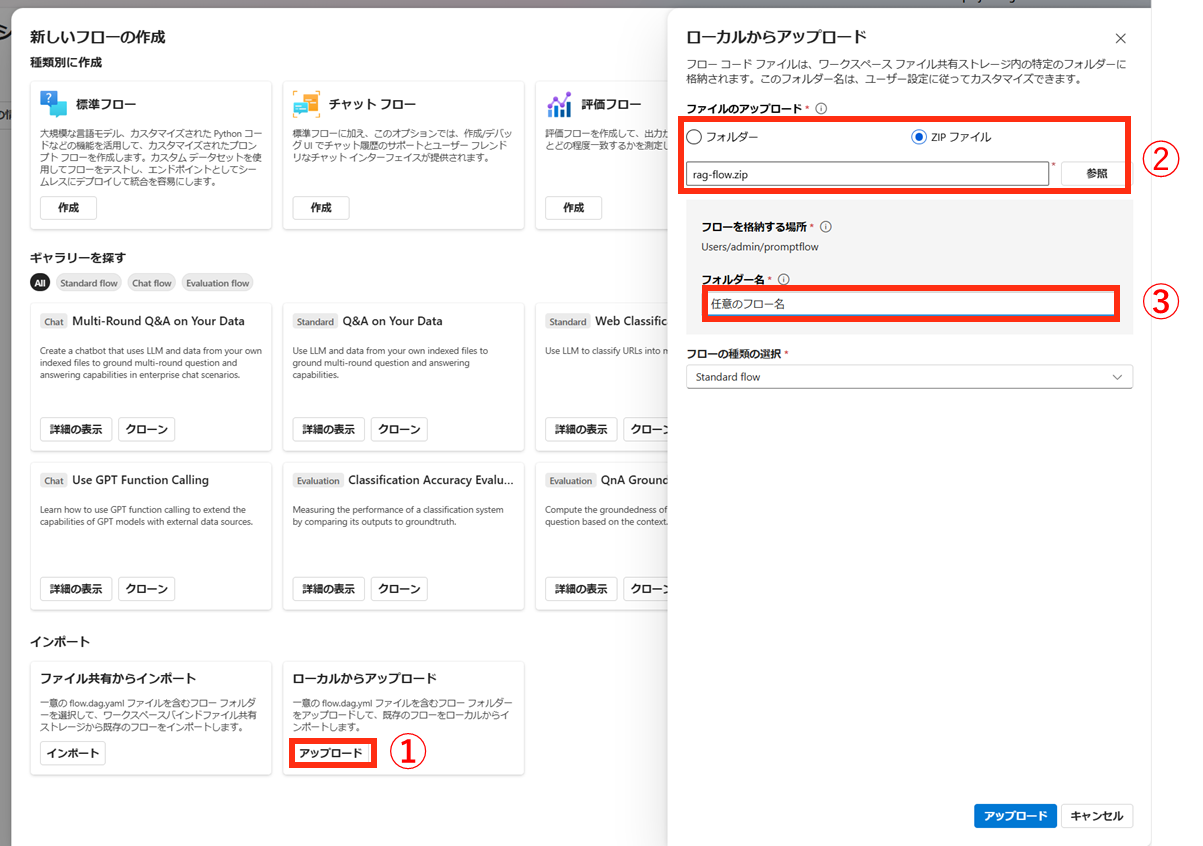 新しいフローの作成
種類別に作成
標準フロー
大規模な言語モデル、カスタマイズされた Python コー
ドなどの機能を活用して、カスタマイズされたプロン
プト フローを作成します。カスタム データセットを使
用してフローをテストし、エンドポイントとしてシー
ムレスにデプロイして統合を容易にします。
作成
チャット フロー
標準フローに加え、このオプションでは、作成/デバッ
グ UI でチャット履歴のサポートとユーザー フレンド
リなチャット インターフェイスが提供されます。
作成
評価フロー
評価フローを作成して、出力が
とどの程度一致するかを測定し
作成
ギャラリーを探す
All
Standard flow
Chat flow
Evaluation flow
Chat Multi-Round Q&A on Your Data
Create a chatbot that uses LLM and data from your own
indexed files to ground multi-round question and
answering capabilities in enterprise chat scenarios.
詳細の表示
クローン
Standard Q&A on Your Data
Use LLM and data from your own indexed files to
ground multi-round question and answering
capabilities.
詳細の表示
クローン
Standard Web Classific
Use LLM to classify URLs into m
詳細の表示
クローン
Chat Use GPT Function Calling
Learn how to use GPT function calling to extend the
capabilities of GPT models with external data sources.
詳細の表示
クローン
Evaluation Classification Accuracy Evalu...
Measuring the performance of a classification system
by comparing its outputs to groundtruth.
詳細の表示
クローン
Evaluation QnA Ground
Compute the groundedness of
question based on the context.
詳細の表示
クローン
インポート
ファイル共有からインポート
一意の flow.dag.yaml ファイルを含むフロー フォルダ
ーを選択して、ワークスペースバインドファイル共有
ストレージから既存のフローをインポートします。
インポート
ローカルからアップロード
一意の flow.dag.yml ファイルを含むフロー フォルダー
をアップロードして、既存のフローをローカルからイ
ンポートします。
アップロード
①
ローカルからアップロード
フロー コード ファイルは、ワークスペース ファイル共有ストレージ内の特定のフォルダーに
格納されます。このフォルダー名は、ユーザー設定に従ってカスタマイズできます。
ファイルのアップロード *
フォルダー
ZIP ファイル
rag-flow.zip
*
参照
②
フローを格納する場所 *
Users/admin/promptflow
フォルダー名 *
任意のフロー名
③
フローの種類の選択 *
Standard flow
アップロード
キャンセル